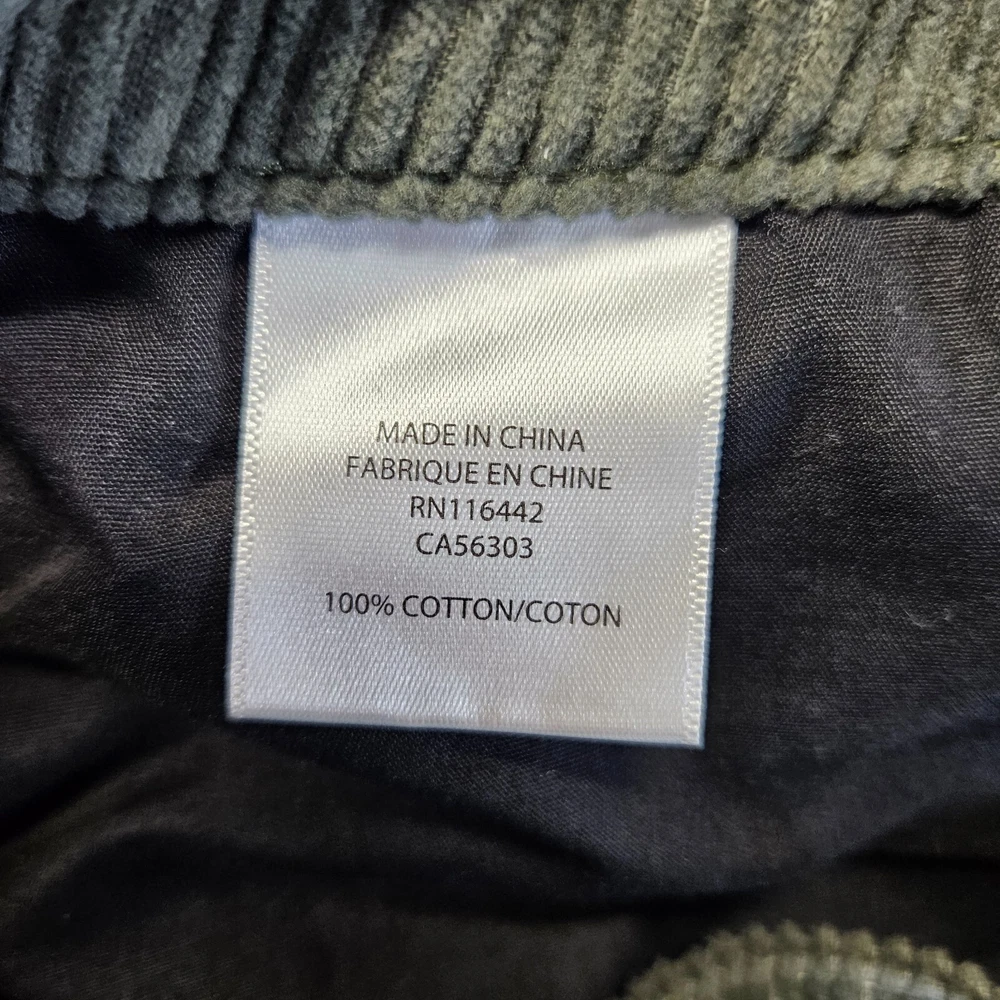 MADE IN CHINA
FABRIQUE EN CHINE
RN116442
CA56303
100% COTTON/COTON